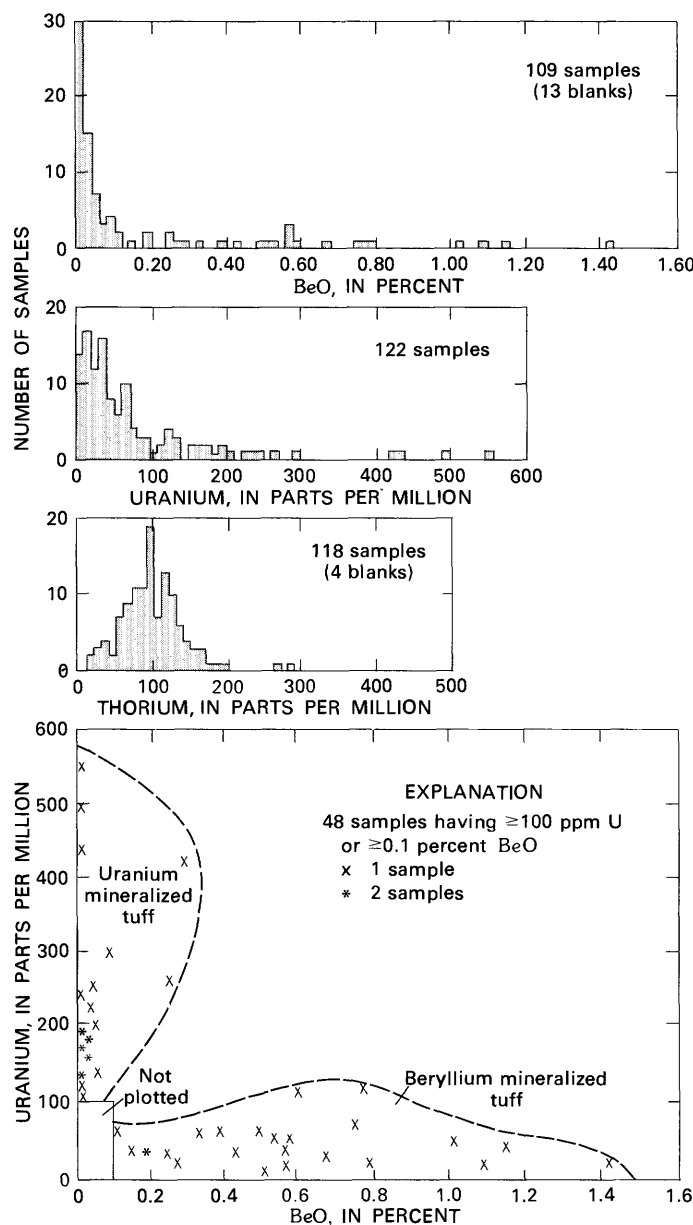 30
20
10
0
109 samples
(13 blanks)
0 0.20 0.40 0.60 0.80 1.00 1.20 1.40 1.60
BeO, IN PERCENT
NUMBER OF SAMPLES
20
10
0
122 samples
0 100 200 300 400 500 600
URANIUM, IN PARTS PER MILLION
20
10
0
118 samples
(4 blanks)
0 100 200 300 400 500
THORIUM, IN PARTS PER MILLION
URANIUM, IN PARTS PER MILLION
600
500
400
300
200
100
0
EXPLANATION
48 samples having ≥100 ppm U
or ≥0.1 percent BeO
x 1 sample
* 2 samples
Uranium
mineralized
tuff
Not
plotted
Beryllium mineralized
tuff
0 0.2 0.4 0.6 0.8 1.0 1.2 1.4 1.6
BeO, IN PERCENT